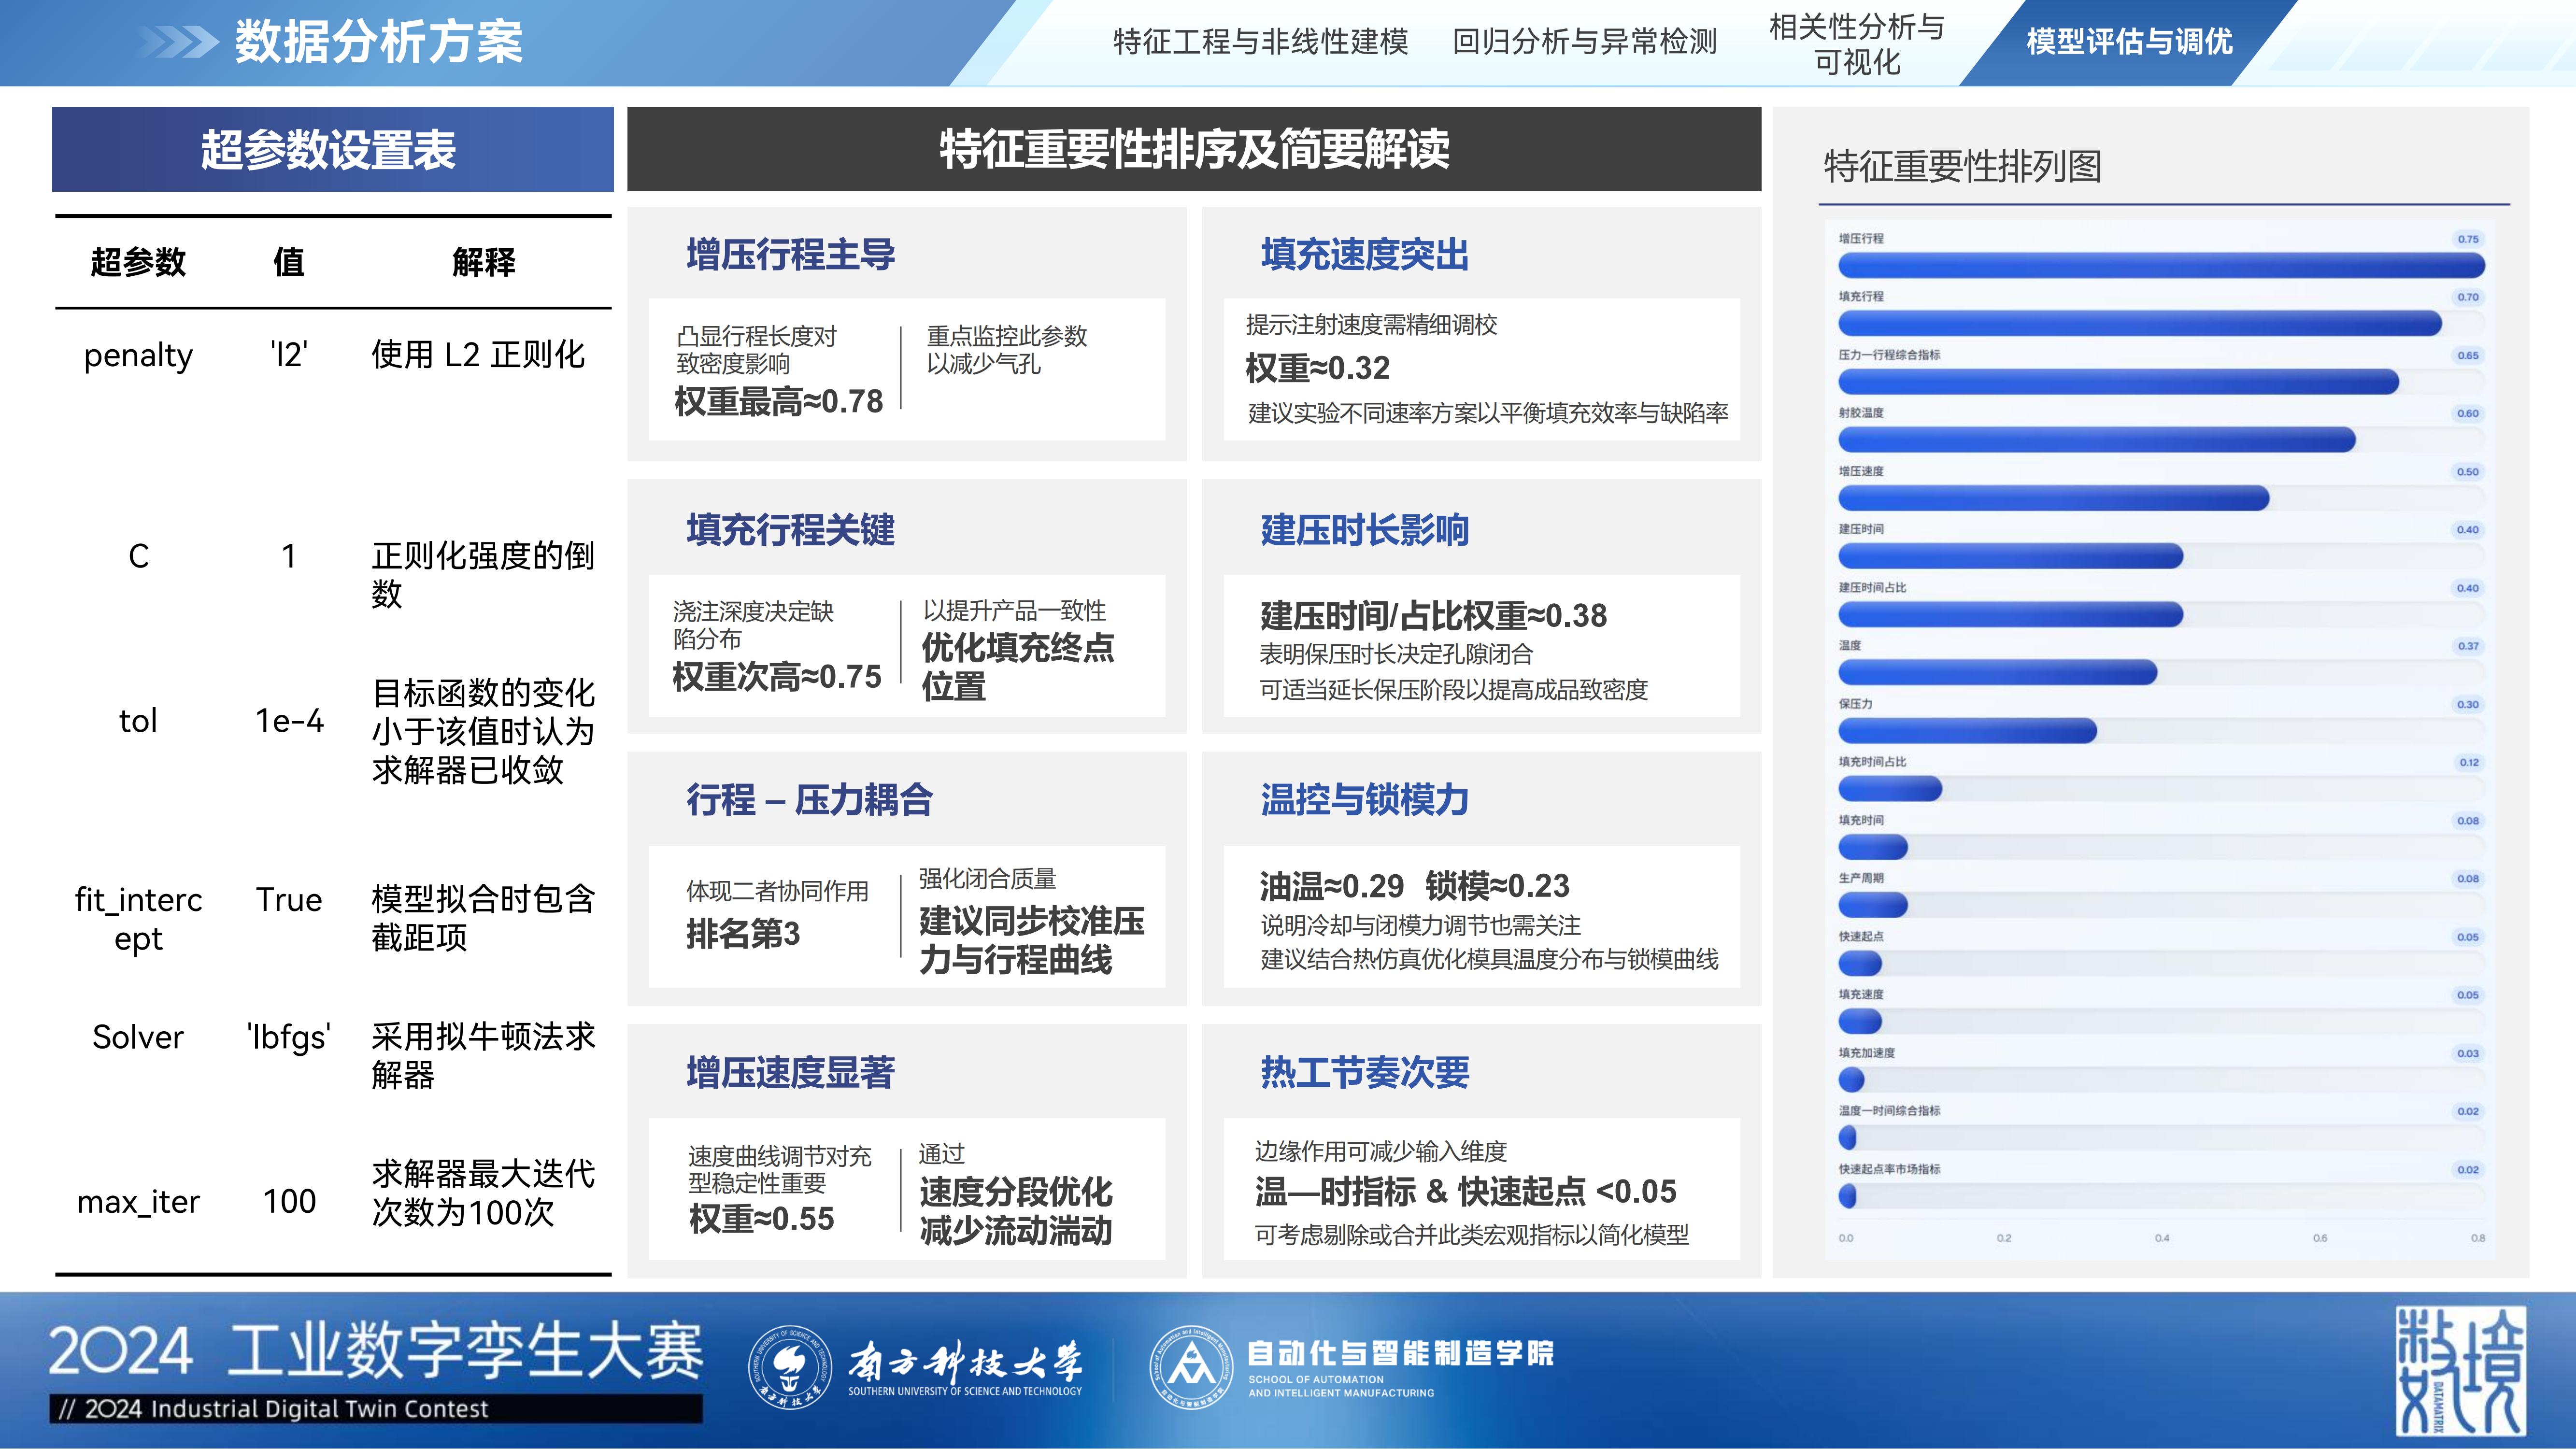 数据分析方案
特征工程与非线性建模
回归分析与异常检测
相关性分析与
可视化
模型评估与调优
超参数设置表
超参数 值 解释
penalty 'l2' 使用 L2 正则化
C 1 正则化强度的倒
数
tol 1e-4 目标函数的变化
小于该值时认为
求解器已收敛
fit_interc
ept
True 模型拟合时包含
截距项
Solver 'lbfgs' 采用拟牛顿法求
解器
max_iter 100 求解器最大迭代
次数为100次
特征重要性排序及简要解读
增压行程主导
凸显行程长度对
致密度影响
权重最高≈0.78
重点监控此参数
以减少气孔
填充速度突出
提示注射速度需精细调校
权重≈0.32
建议实验不同速率方案以平衡填充效率与缺陷率
填充行程关键
浇注深度决定缺
陷分布
权重次高≈0.75
以提升产品一致性
优化填充终点
位置
建压时长影响
建压时间/占比权重≈0.38
表明保压时长决定孔隙闭合
可适当延长保压阶段以提高成品致密度
行程 – 压力耦合
体现二者协同作用
排名第3
强化闭合质量
建议同步校准压
力与行程曲线
温控与锁模力
油温≈0.29 锁模≈0.23
说明冷却与闭模力调节也需关注
建议结合热仿真优化模具温度分布与锁模曲线
增压速度显著
速度曲线调节对充
型稳定性重要
权重≈0.55
通过
速度分段优化
减少流动湍动
热工节奏次要
边缘作用可减少输入维度
温—时指标 & 快速起点 <0.05
可考虑剔除或合并此类宏观指标以简化模型
特征重要性排列图
增压行程 0.75
填充行程 0.70
压力一行程综合指标 0.65
射胶温度 0.60
增压速度 0.50
建压时间 0.40
建压时间占比 0.40
温度 0.37
保压力 0.30
填充时间占比 0.12
填充时间 0.08
生产周期 0.08
快速起点 0.05
填充速度 0.05
填充加速度 0.03
温度一时间综合指标 0.02
快速起点率市场指标 0.02
0.0 0.2 0.4 0.6 0.8
2024 工业数字孪生大赛
// 2024 Industrial Digital Twin Contest
南方科技大学
SOUTHERN UNIVERSITY OF SCIENCE AND TECHNOLOGY
自动化与智能制造学院
SCHOOL OF AUTOMATION
AND INTELLIGENT MANUFACTURING
数境
DATAMATRIX